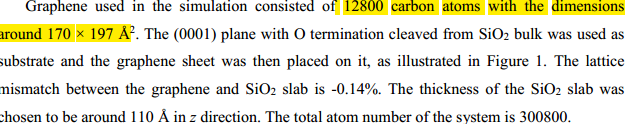 Graphene used in the simulation consisted of 12800 carbon atoms with the dimensions
around 170 × 197 Å². The (0001) plane with O termination cleaved from SiO₂ bulk was used as
substrate and the graphene sheet was then placed on it, as illustrated in Figure 1. The lattice
mismatch between the graphene and SiO₂ slab is -0.14%. The thickness of the SiO₂ slab was
chosen to be around 110 Å in z direction. The total atom number of the system is 300800.